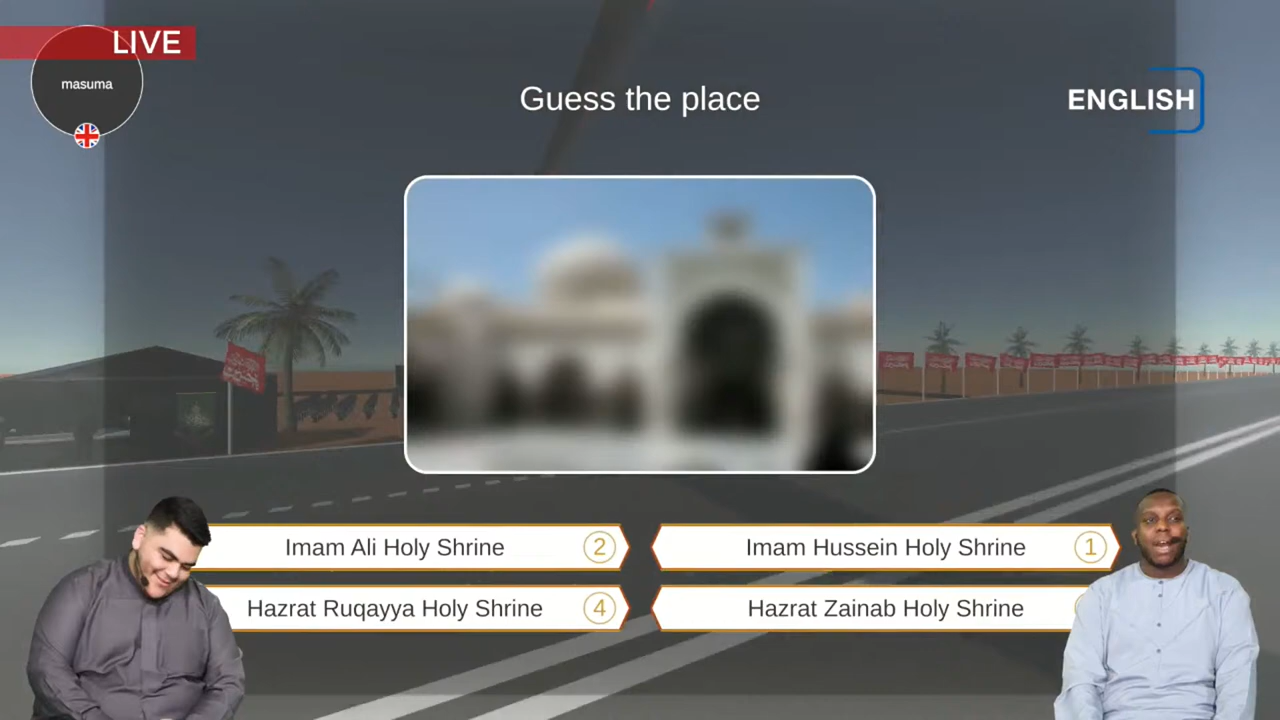 LIVE
masuma
Guess the place
ENGLISH
Imam Ali Holy Shrine 2
Imam Hussein Holy Shrine 1
Hazrat Ruqayya Holy Shrine 4
Hazrat Zainab Holy Shrine